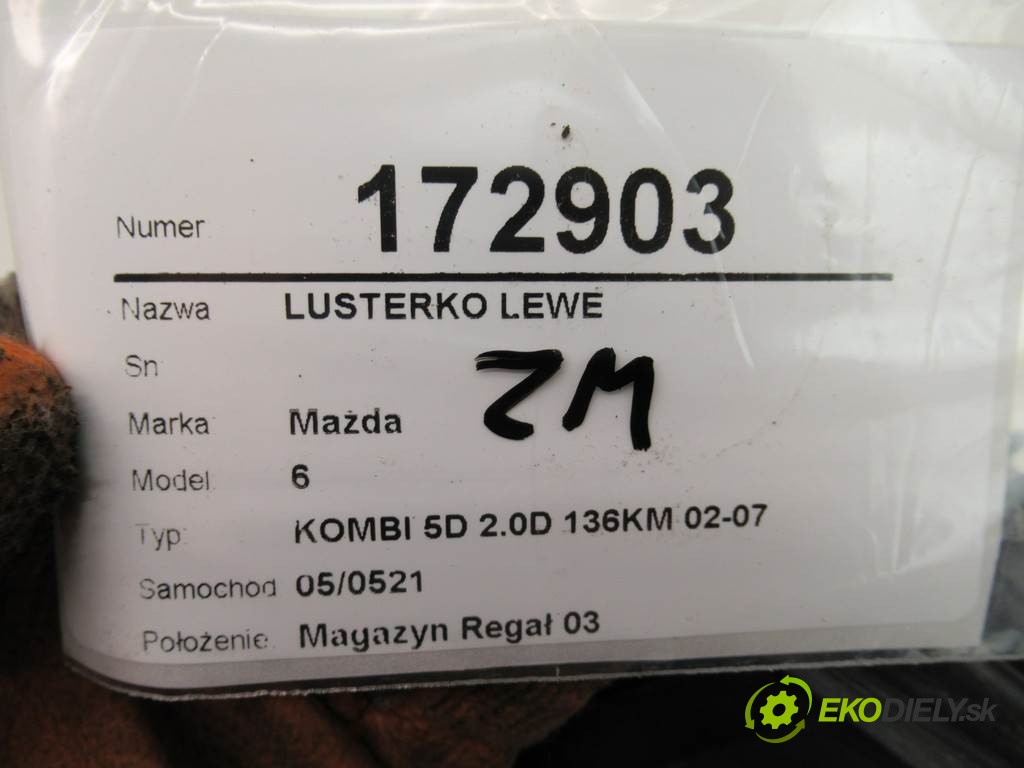 Numer 172903
Nazwa LUSTERKO LEWE
Sn
ZM
Marka Mazda
Model 6
Typ KOMBI 5D 2.0D 136KM 02-07
Samochod 05/0521
Położenie Magazyn Regał 03
EKODIELY.sk